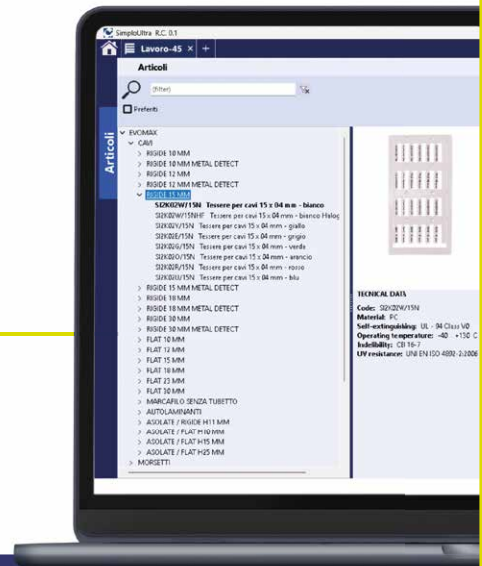 SimploUltra R.C. 0.1
Lavoro-45 × +
Articoli
(filter)
Preferiti
Articoli
EVOMAX
CAVI
RIGIDE 10 MM
RIGIDE 10 MM METAL DETECT
RIGIDE 12 MM
RIGIDE 12 MM METAL DETECT
RIGIDE 15 MM
SI2K02W/15N Tessere per cavi 15 x 04 mm - bianco
SI2K02W/15NHF Tessere per cavi 15 x 04 mm - bianco Halog
SI2K02Y/15N Tessere per cavi 15 x 04 mm - giallo
SI2K02E/15N Tessere per cavi 15 x 04 mm - grigio
SI2K02G/15N Tessere per cavi 15 x 04 mm - verde
SI2K02O/15N Tessere per cavi 15 x 04 mm - arancio
SI2K02R/15N Tessere per cavi 15 x 04 mm - rosso
SI2K02U/15N Tessere per cavi 15 x 04 mm - blu
RIGIDE 15 MM METAL DETECT
RIGIDE 18 MM
RIGIDE 18 MM METAL DETECT
RIGIDE 30 MM
RIGIDE 30 MM METAL DETECT
FLAT 10 MM
FLAT 12 MM
FLAT 15 MM
FLAT 18 MM
FLAT 23 MM
FLAT 30 MM
MARCAFILO SENZA TUBETTO
AUTOLAMINANTI
ASOLATE / RIGIDE H11 MM
ASOLATE / FLAT H10 MM
ASOLATE / FLAT H15 MM
ASOLATE / FLAT H25 MM
MORSETTI
TECNICAL DATA
Code: SI2K02W/15N
Material: PC
Self-extinguishing: UL - 94 Class V0
Operating temperature: -40 +130 C
Indelibility: CEI 16-7
UV resistance: UNI EN ISO 4892-2:2006